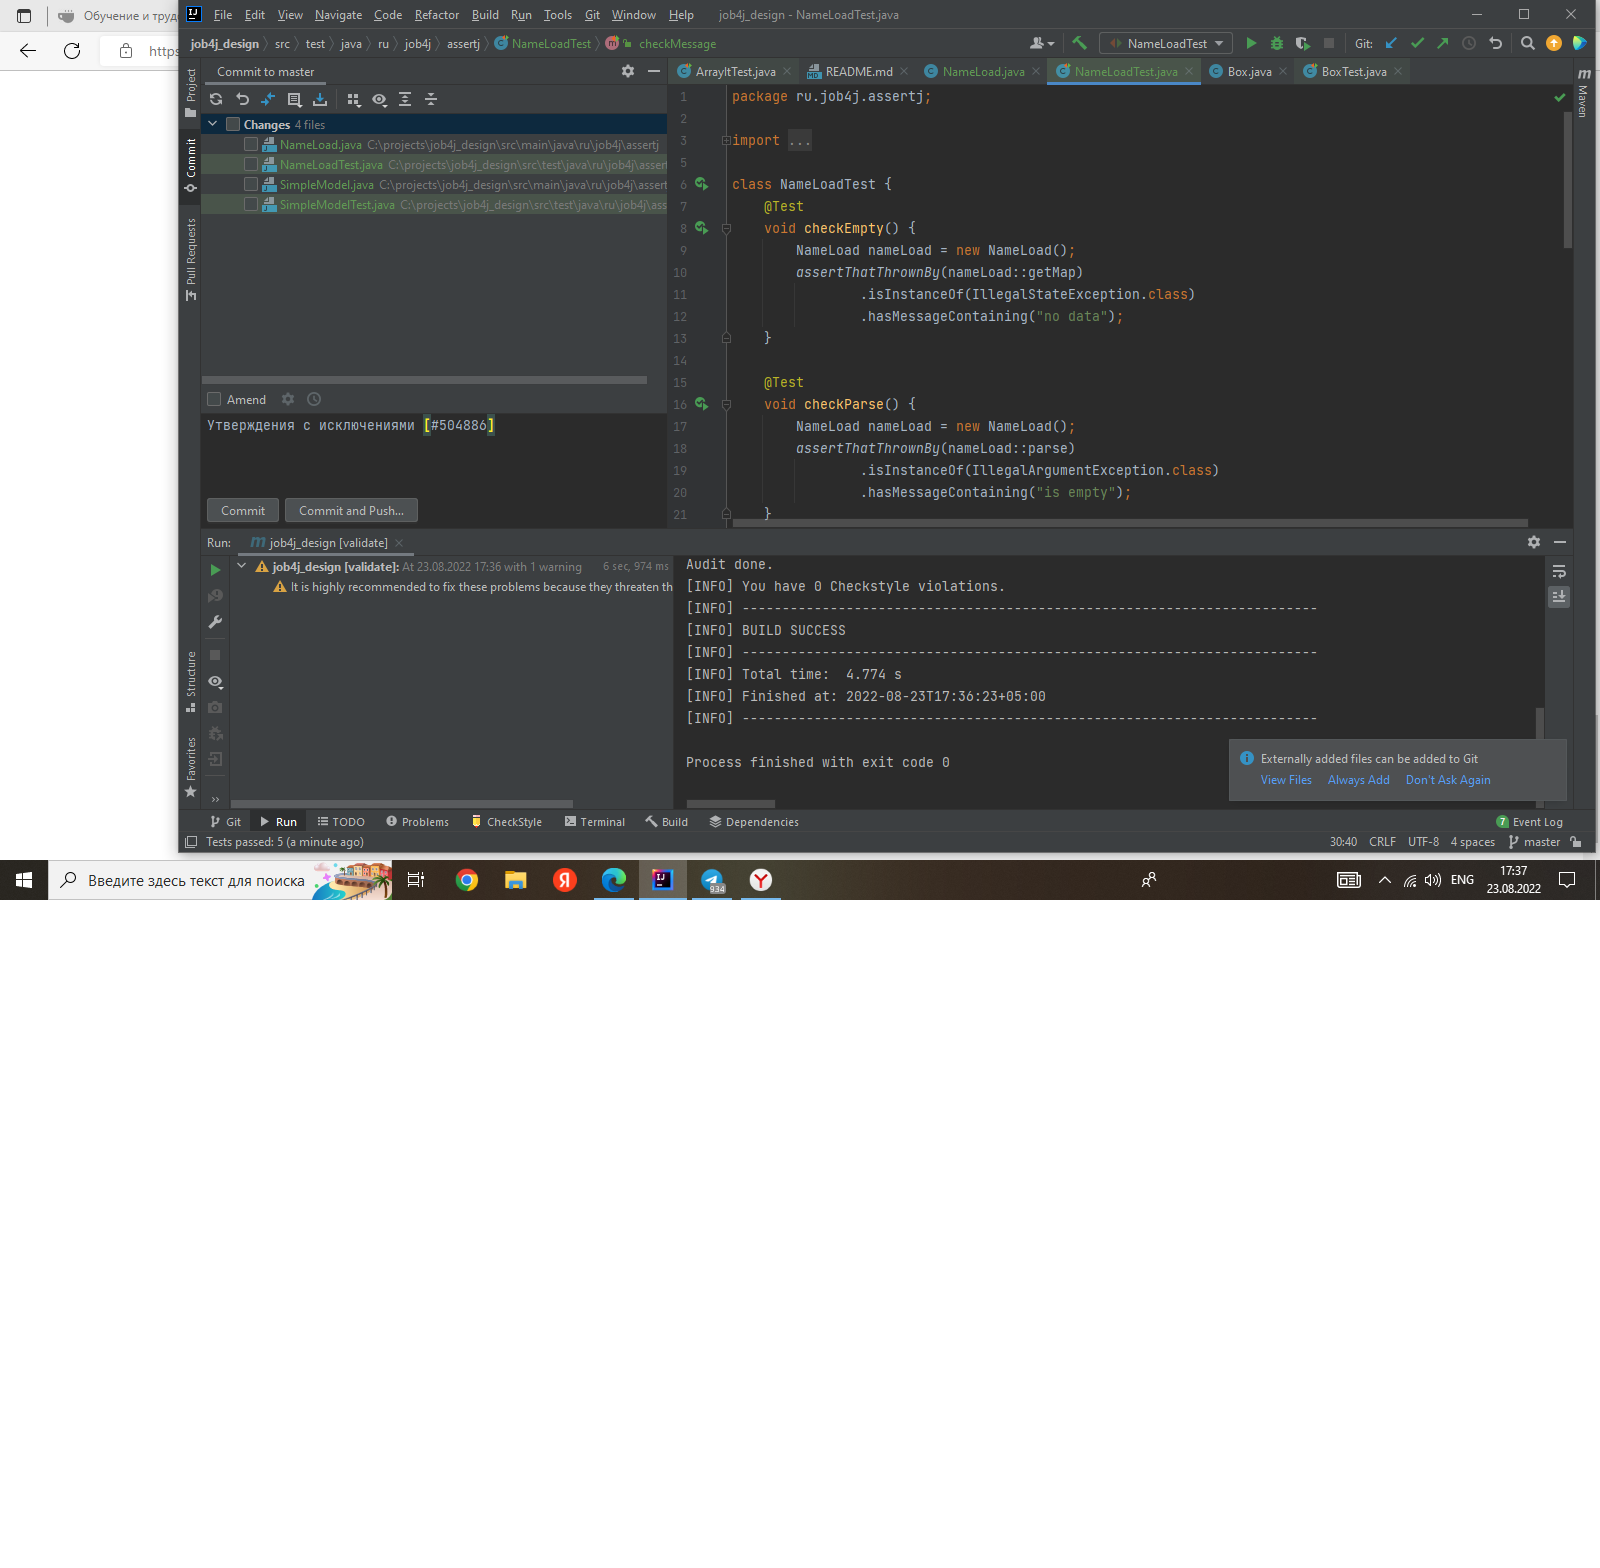 Обучение и труд
https
File Edit View Navigate Code Refactor Build Run Tools Git Window Help job4j_design - NameLoadTest.java
job4j_design src test java ru job4j assertj NameLoadTest checkMessage
NameLoadTest Git:
Project
Commit
Pull Requests
Structure
Favorites
Commit to master
Changes 4 files
NameLoad.java C:\projects\job4j_design\src\main\java\ru\job4j\assertj
NameLoadTest.java C:\projects\job4j_design\src\test\java\ru\job4j\assert
SimpleModel.java C:\projects\job4j_design\src\main\java\ru\job4j\assert
SimpleModelTest.java C:\projects\job4j_design\src\test\java\ru\job4j\ass
Amend
Утверждения с исключениями [#504886]
Commit Commit and Push...
ArrayItTest.java README.md NameLoad.java NameLoadTest.java Box.java BoxTest.java
Maven
1 package ru.job4j.assertj;
2
3 import ...
5
6 class NameLoadTest {
7 @Test
8 void checkEmpty() {
9 NameLoad nameLoad = new NameLoad();
10 assertThatThrownBy(nameLoad::getMap)
11 .isInstanceOf(IllegalStateException.class)
12 .hasMessageContaining("no data");
13 }
14
15 @Test
16 void checkParse() {
17 NameLoad nameLoad = new NameLoad();
18 assertThatThrownBy(nameLoad::parse)
19 .isInstanceOf(IllegalArgumentException.class)
20 .hasMessageContaining("is empty");
21 }
Run: job4j_design [validate]
job4j_design [validate]: At 23.08.2022 17:36 with 1 warning 6 sec, 974 ms
It is highly recommended to fix these problems because they threaten th
Audit done.
[INFO] You have 0 Checkstyle violations.
[INFO] ------------------------------------------------------------------------
[INFO] BUILD SUCCESS
[INFO] ------------------------------------------------------------------------
[INFO] Total time:  4.774 s
[INFO] Finished at: 2022-08-23T17:36:23+05:00
[INFO] ------------------------------------------------------------------------
Process finished with exit code 0
Externally added files can be added to Git
View Files Always Add Don't Ask Again
Git Run TODO Problems CheckStyle Terminal Build Dependencies 7 Event Log
Tests passed: 5 (a minute ago) 30:40 CRLF UTF-8 4 spaces master
Введите здесь текст для поиска
934
ENG
17:37
23.08.2022